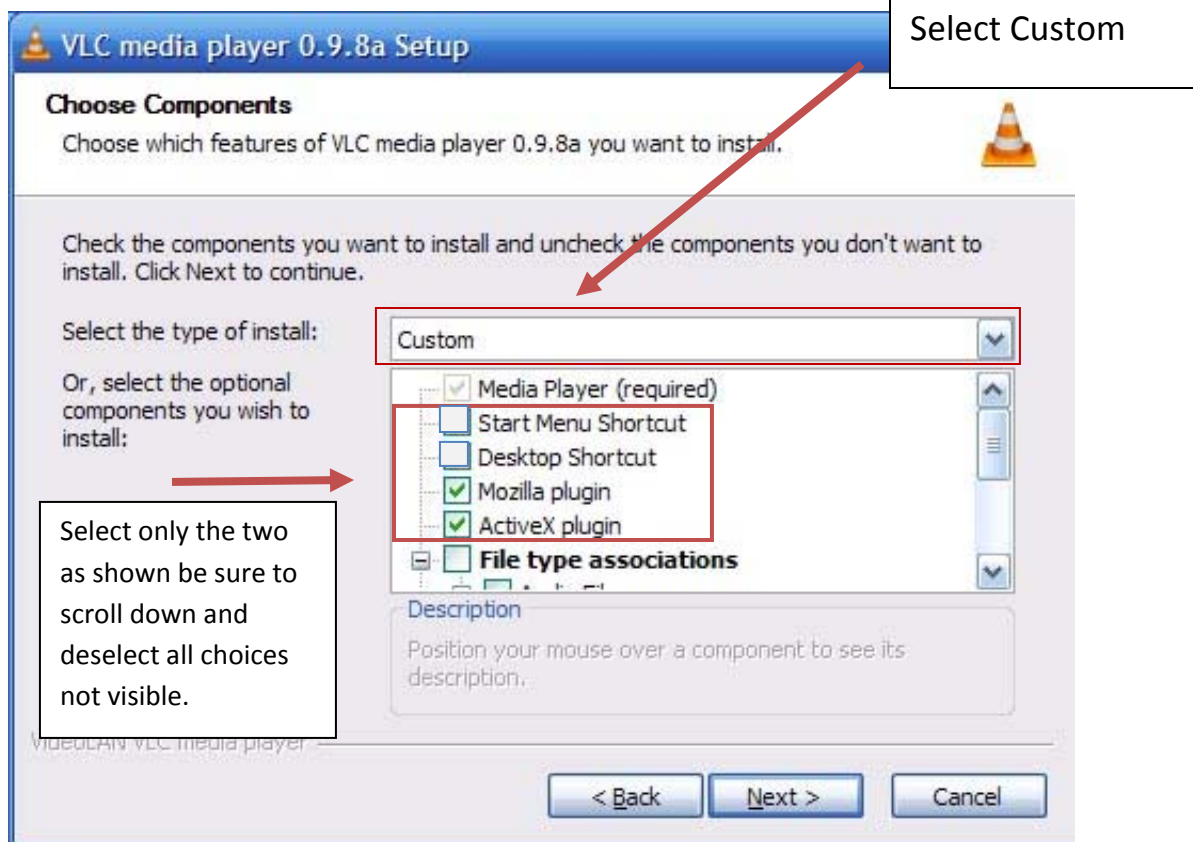 Select Custom
VLC media player 0.9.8a Setup
Choose Components
Choose which features of VLC media player 0.9.8a you want to install.
Check the components you want to install and uncheck the components you don't want to
install. Click Next to continue.
Select the type of install:
Custom
Or, select the optional
components you wish to
install:
Media Player (required)
Start Menu Shortcut
Desktop Shortcut
Mozilla plugin
ActiveX plugin
File type associations
Select only the two
as shown be sure to
scroll down and
deselect all choices
not visible.
Description
Position your mouse over a component to see its
description.
VideoLAN VLC media player
< Back
Next >
Cancel